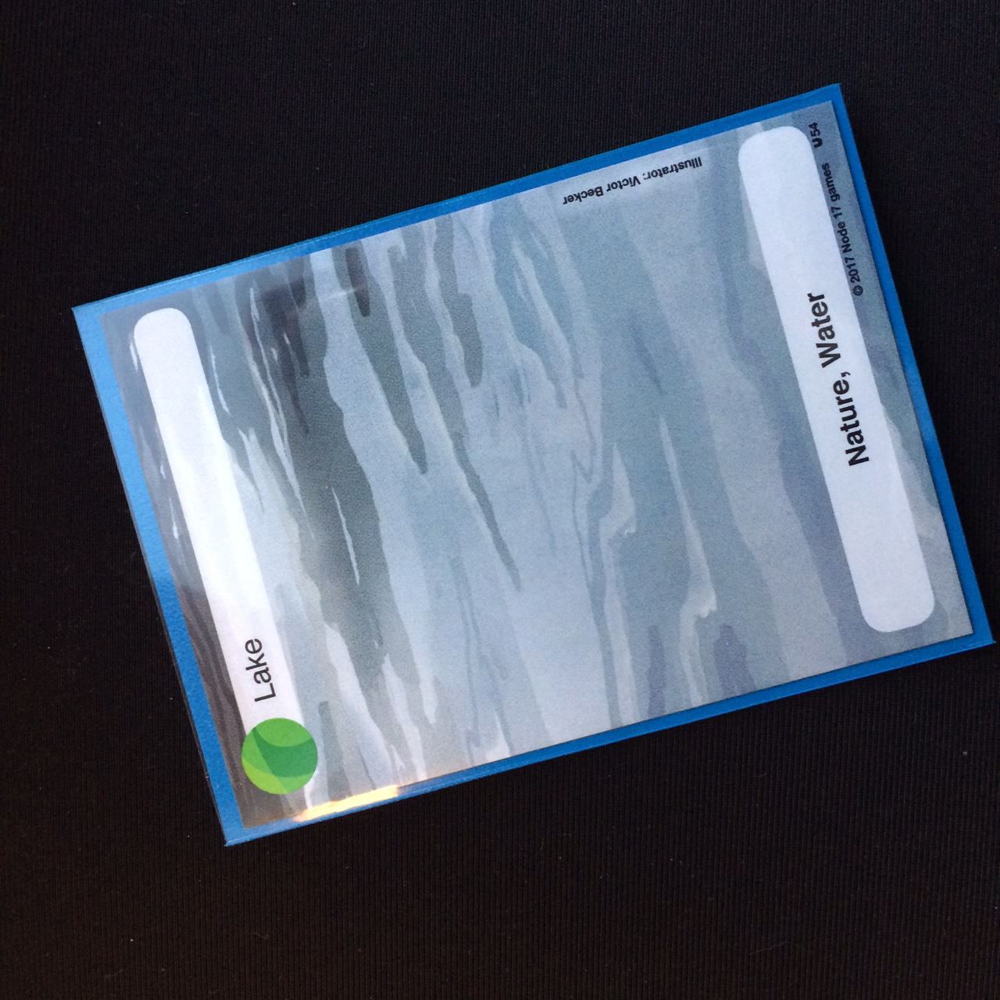 Lake
Illustrator: Victor Becker
Nature, Water
© 2017 Node 17 games
U54